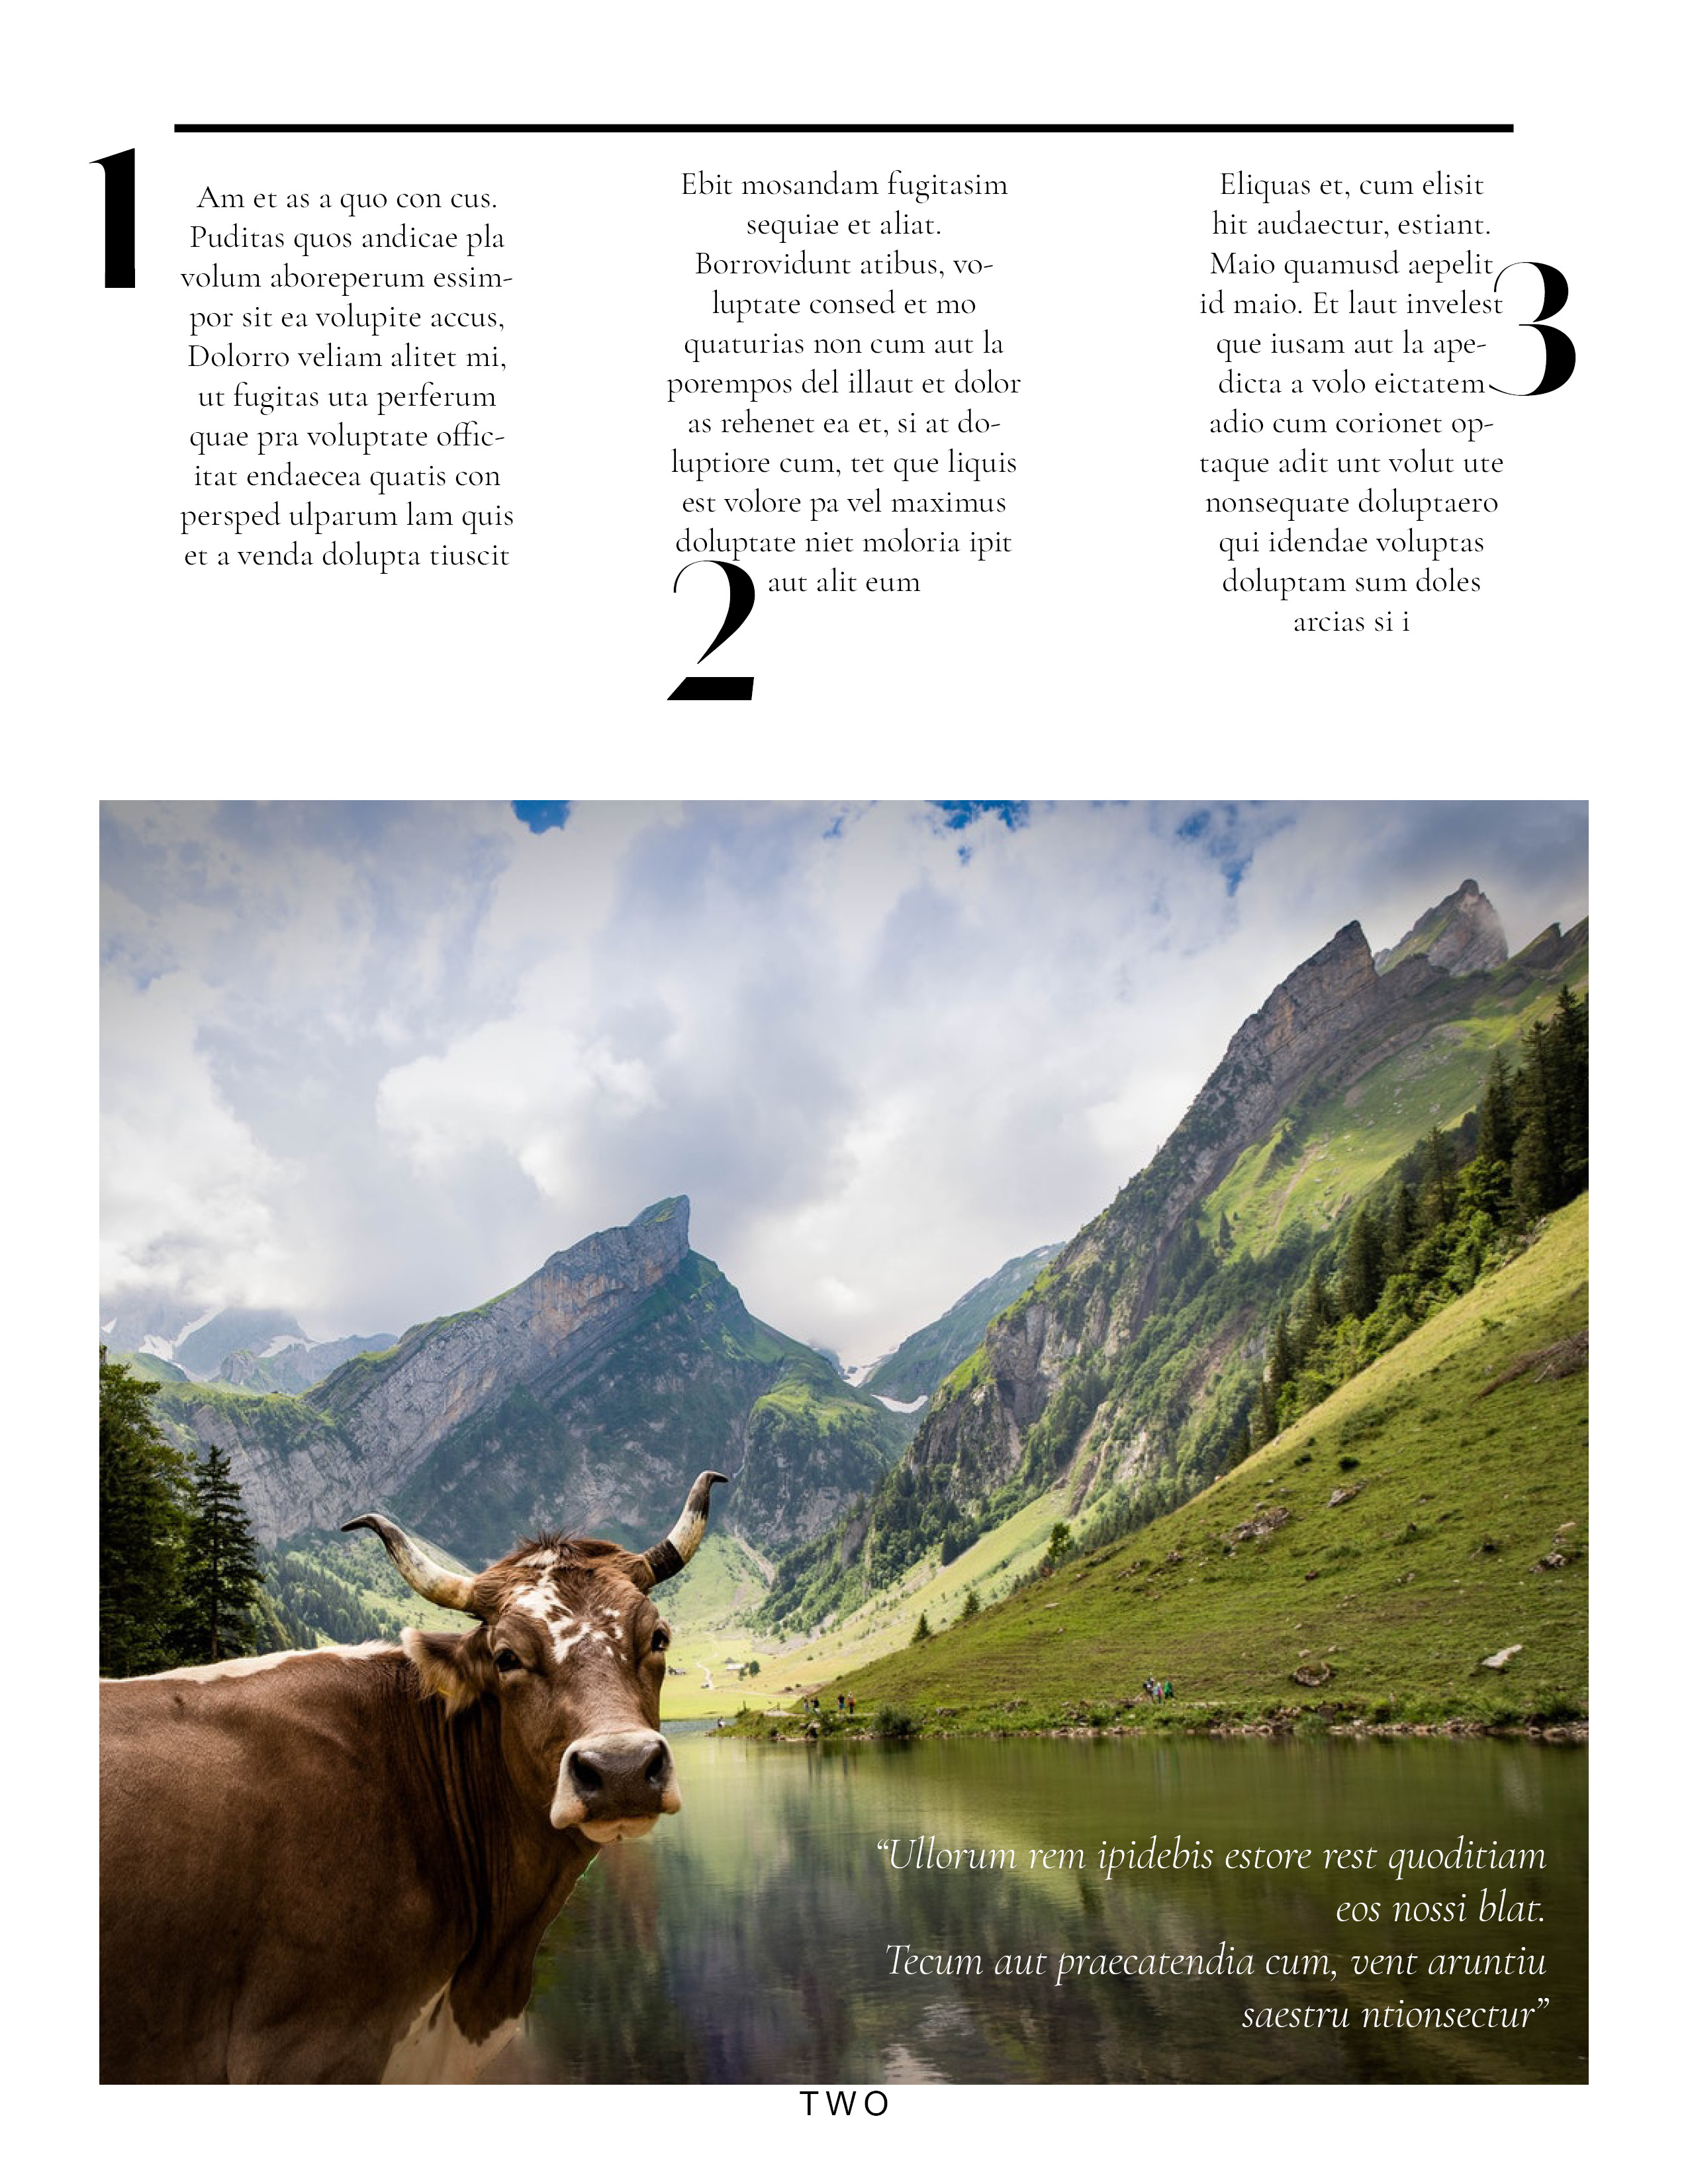 1
Am et as a quo con cus.
Puditas quos andicae pla
volum aboreperum essim-
por sit ea volupite accus,
Dolorro veliam alitet mi,
ut fugitas uta perferum
quae pra voluptate offic-
itat endaecea quatis con
persped ulparum lam quis
et a venda dolupta tiuscit
Ebit mosandam fugitasim
sequiae et aliat.
Borrovidunt atibus, vo-
luptate consed et mo
quaturias non cum aut la
porempos del illaut et dolor
as rehenet ea et, si at do-
luptiore cum, tet que liquis
est volore pa vel maximus
doluptate niet moloria ipit
aut alit eum
2
Eliquas et, cum elisit
hit audaectur, estiant.
Maio quamusd aepelit
id maio. Et laut invelest
que iusam aut la ape-
dicta a volo eictatem
adio cum corionet op-
taque adit unt volut ute
nonsequate doluptaero
qui idendae voluptas
doluptam sum doles
arcias si i
3
“Ullorum rem ipidebis estore rest quoditiam
eos nossi blat.
Tecum aut praecatendia cum, vent aruntiu
saestru ntionsectur”
TWO